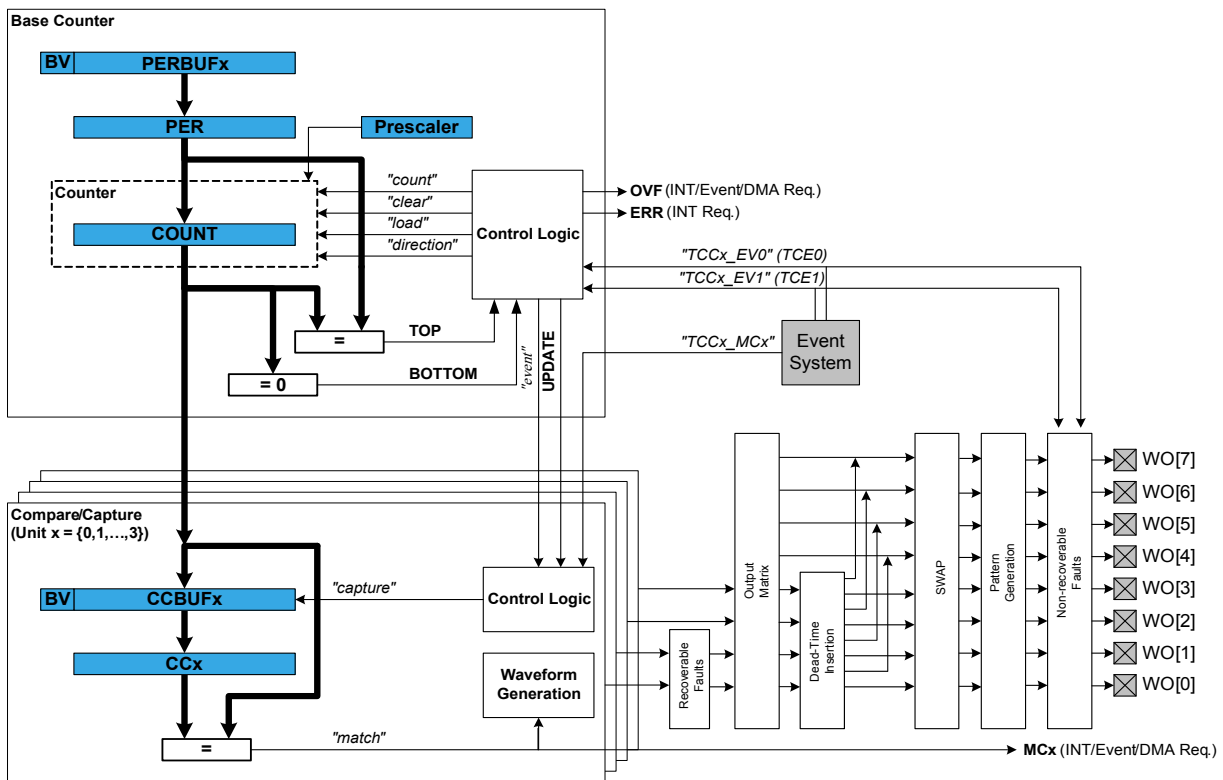 Base Counter
BV
PERBUFx
PER
Prescaler
Counter
COUNT
"count"
"clear"
"load"
"direction"
Control Logic
OVF (INT/Event/DMA Req.)
ERR (INT Req.)
"TCCx_EV0" (TCE0)
"TCCx_EV1" (TCE1)
"TCCx_MCx"
Event
System
=
TOP
= 0
BOTTOM
"event"
UPDATE
Compare/Capture
(Unit x = {0,1,…,3})
BV
CCBUFx
"capture"
Control Logic
CCx
Waveform
Generation
=
"match"
Recoverable
Faults
Output
Matrix
Dead-Time
Insertion
SWAP
Pattern
Generation
Non-recoverable
Faults
WO[7]
WO[6]
WO[5]
WO[4]
WO[3]
WO[2]
WO[1]
WO[0]
MCx (INT/Event/DMA Req.)